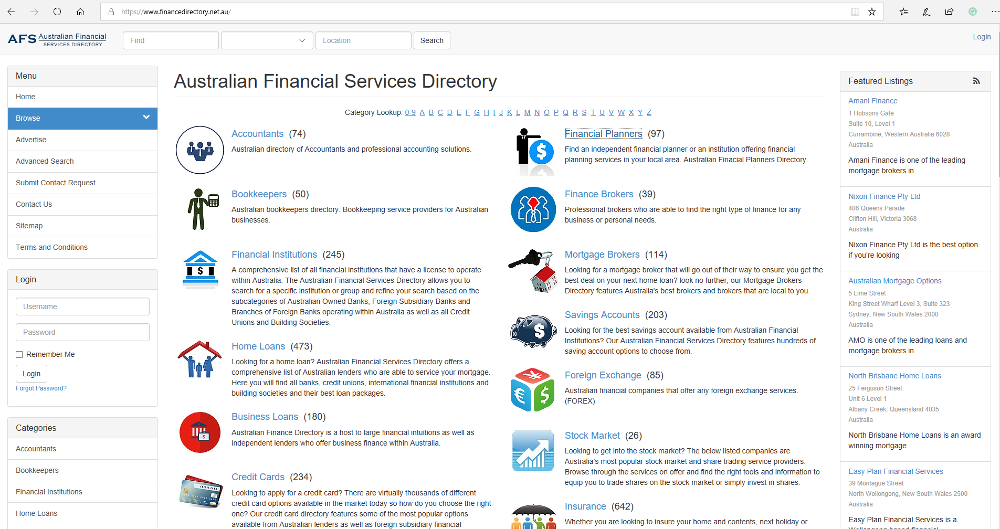 https://www.financedirectory.net.au/
AFS Australian Financial
SERVICES DIRECTORY
Find
Location
Search
Login
Menu
Home
Browse
Advertise
Advanced Search
Submit Contact Request
Contact Us
Sitemap
Terms and Conditions
Login
Username
Password
Remember Me
Login
Forgot Password?
Categories
Accountants
Bookkeepers
Financial Institutions
Home Loans
Australian Financial Services Directory
Category Lookup: 0-9 A B C D E F G H I J K L M N O P Q R S T U V W X Y Z
Accountants (74)
Australian directory of Accountants and professional accounting solutions.
Bookkeepers (50)
Australian bookkeepers directory. Bookkeeping service providers for Australian
businesses.
$
Financial Institutions (245)
A comprehensive list of all financial institutions that have a license to operate
within Australia. The Australian Financial Services Directory allows you to
search for a specific institution or group and refine your search based on the
subcategories of Australian Owned Banks, Foreign Subsidiary Banks and
Branches of Foreign Banks operating within Australia as well as all Credit
Unions and Building Societies.
Home Loans (473)
Looking for a home loan? Australian Financial Services Directory offers a
comprehensive list of Australian lenders who are able to service your mortgage.
Here you will find all banks, credit unions, international financial institutions and
building societies and their best loan packages.
$
Business Loans (180)
Australian Finance Directory is a host to large financial intuitions as well as
independent lenders who offer business finance within Australia.
CREDIT CARD
Credit Cards (234)
Looking to apply for a credit card? There are virtually thousands of different
credit card options available in the market today so how do you choose the right
one? Our credit card directory features some of the most popular options
available from Australian lenders as well as foreign subsidiary financial
$
Financial Planners (97)
Find an independent financial planner or an institution offering financial
planning services in your local area. Australian Finacial Planners Directory.
Finance Brokers (39)
Professional brokers who are able to find the right type of finance for any
business or personal needs.
Mortgage Brokers (114)
Looking for a mortgage broker that will go out of their way to ensure you get the
best deal on your next home loan? look no further, our Mortgage Brokers
Directory features Australia's best brokers and brokers that are local to you.
$
Savings Accounts (203)
Looking for the best savings account available from Australian Financial
Institutions? Our Australian Financial Services Directory features hundreds of
saving account options to choose from.
¥
€ $
Foreign Exchange (85)
Australian financial companies that offer any foreign exchange services.
(FOREX)
Stock Market (26)
Looking to get into the stock market? The below listed companies are
Australia's most popular stock market and share trading service providers.
Browse through the services on offer and find the right tools and information to
equip you to trade shares on the stock market or simply invest in shares.
Insurance (642)
Whether you are looking to insure your home and contents, next holiday or
Featured Listings
Amani Finance
1 Hobsons Gate
Suite 10, Level 1
Currambine, Western Australia 6028
Australia
Amani Finance is one of the leading
mortgage brokers in
Nixon Finance Pty Ltd
406 Queens Parade
Clifton Hill, Victoria 3068
Australia
Nixon Finance Pty Ltd is the best option
if you're looking
Australian Mortgage Options
5 Lime Street
King Street Wharf Level 3, Suite 323
Sydney, New South Wales 2000
Australia
AMO is one of the leading loans and
mortgage brokers in
North Brisbane Home Loans
25 Ferguson Street
Unit 6 Level 1
Albany Creek, Queensland 4035
Australia
North Brisbane Home Loans is an award
winning mortgage
Easy Plan Financial Services
39 Montague Street
North Wollongong, New South Wales 2500
Australia
Easy Plan Financial Services is a